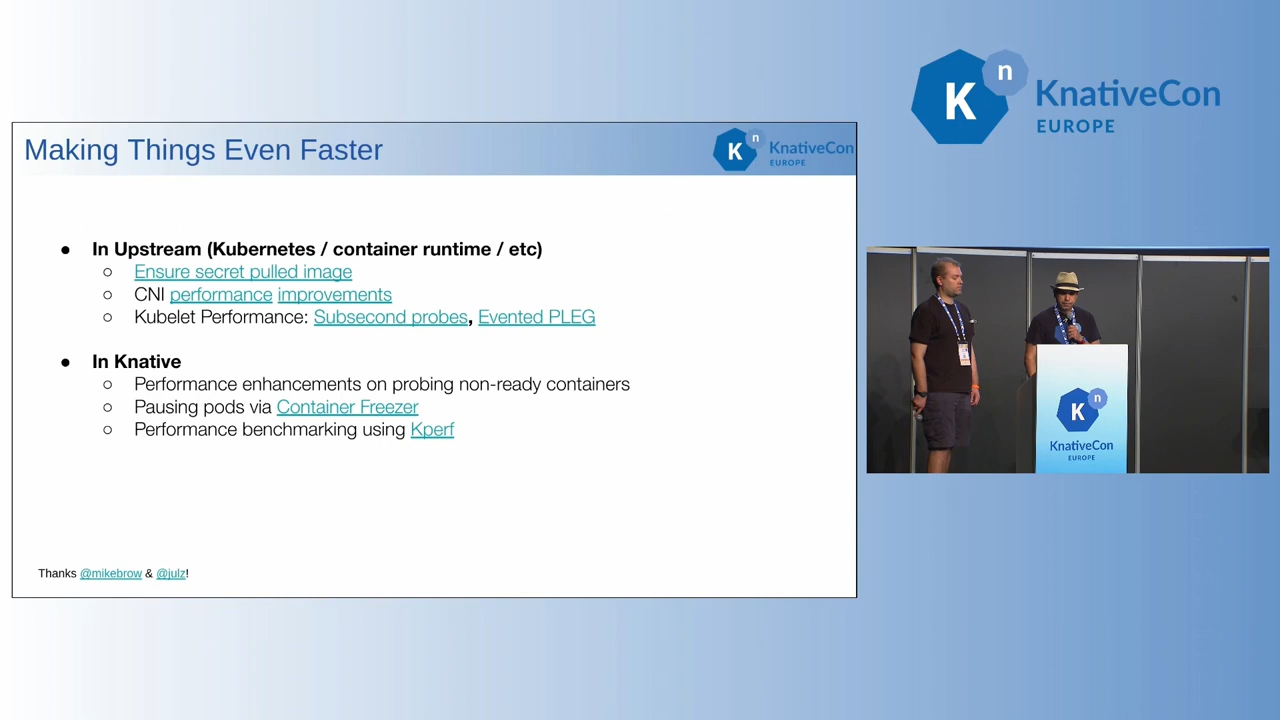 Making Things Even Faster
K n KnativeCon
EUROPE
● In Upstream (Kubernetes / container runtime / etc)
○ Ensure secret pulled image
○ CNI performance improvements
○ Kubelet Performance: Subsecond probes, Evented PLEG
● In Knative
○ Performance enhancements on probing non-ready containers
○ Pausing pods via Container Freezer
○ Performance benchmarking using Kperf
Thanks @mikebrow & @julz!
K n KnativeCon
EUROPE
K n
KnativeCon
EUROPE